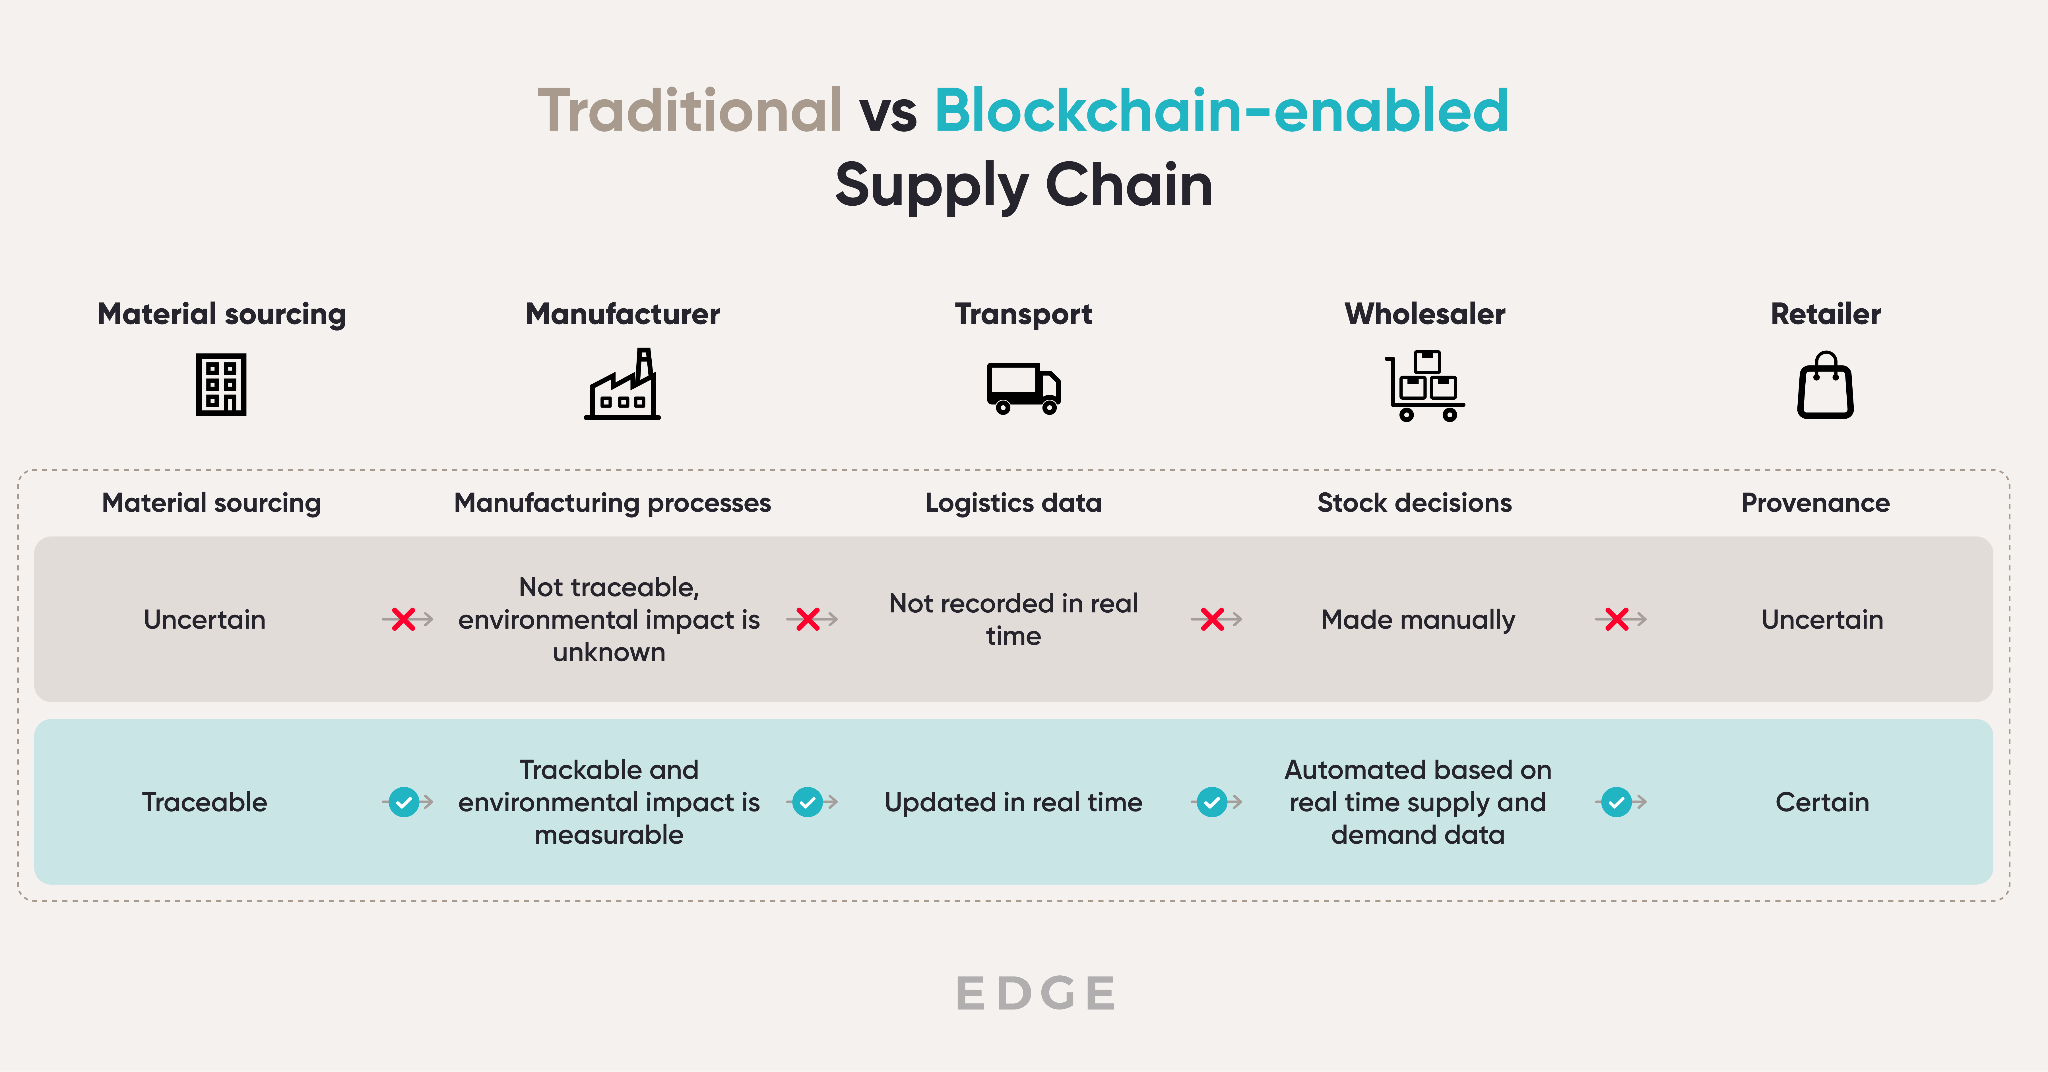 Traditional vs Blockchain-enabled
Supply Chain
Material sourcing
Manufacturer
Transport
Wholesaler
Retailer
Material sourcing
Manufacturing processes
Logistics data
Stock decisions
Provenance
Uncertain
Not traceable,
environmental impact is
unknown
Not recorded in real
time
Made manually
Uncertain
Traceable
Trackable and
environmental impact is
measurable
Updated in real time
Automated based on
real time supply and
demand data
Certain
EDGE